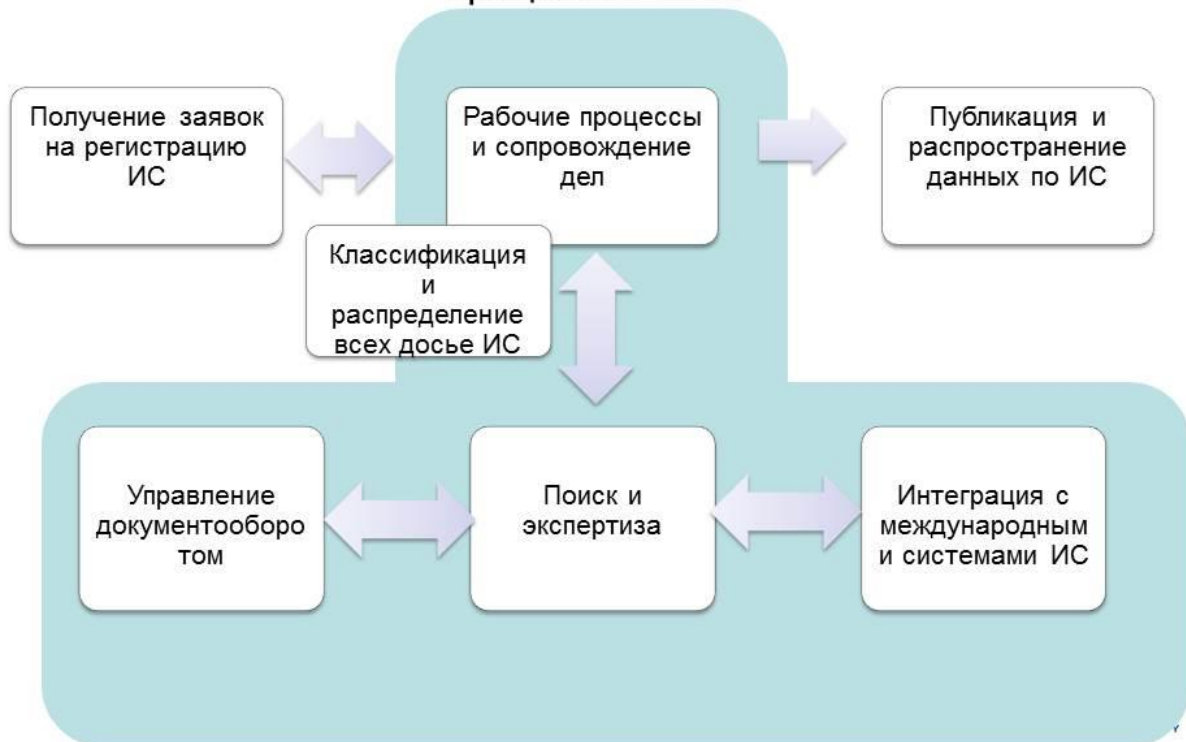 Получение заявок
на регистрацию
ИС
Рабочие процессы
и сопровождение
дел
Публикация и
распространение
данных по ИС
Классификация
и
распределение
всех досье ИС
Управление
документооборо
том
Поиск и
экспертиза
Интеграция с
международным
и системами ИС